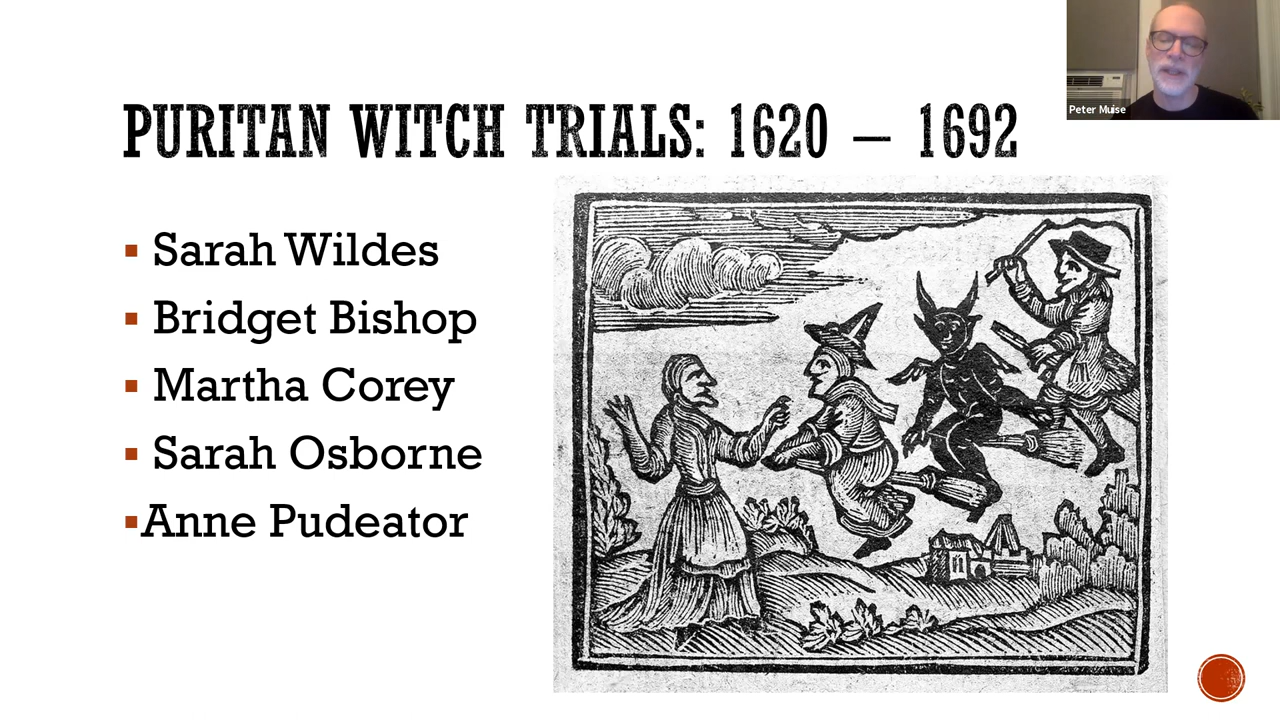 Peter Muise
PURITAN WITCH TRIALS: 1620 – 1692
Sarah Wildes
Bridget Bishop
Martha Corey
Sarah Osborne
Anne Pudeator